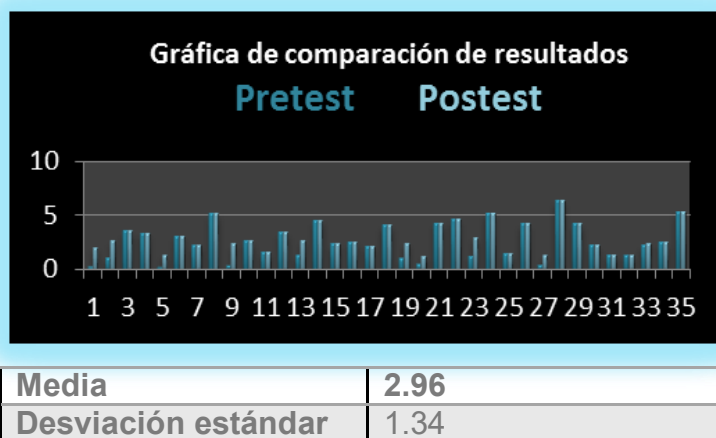 Gráfica de comparación de resultados
Pretest Postest
10
5
0
1 3 5 7 9 11 13 15 17 19 21 23 25 27 29 31 33 35
Media 2.96
Desviación estándar 1.34